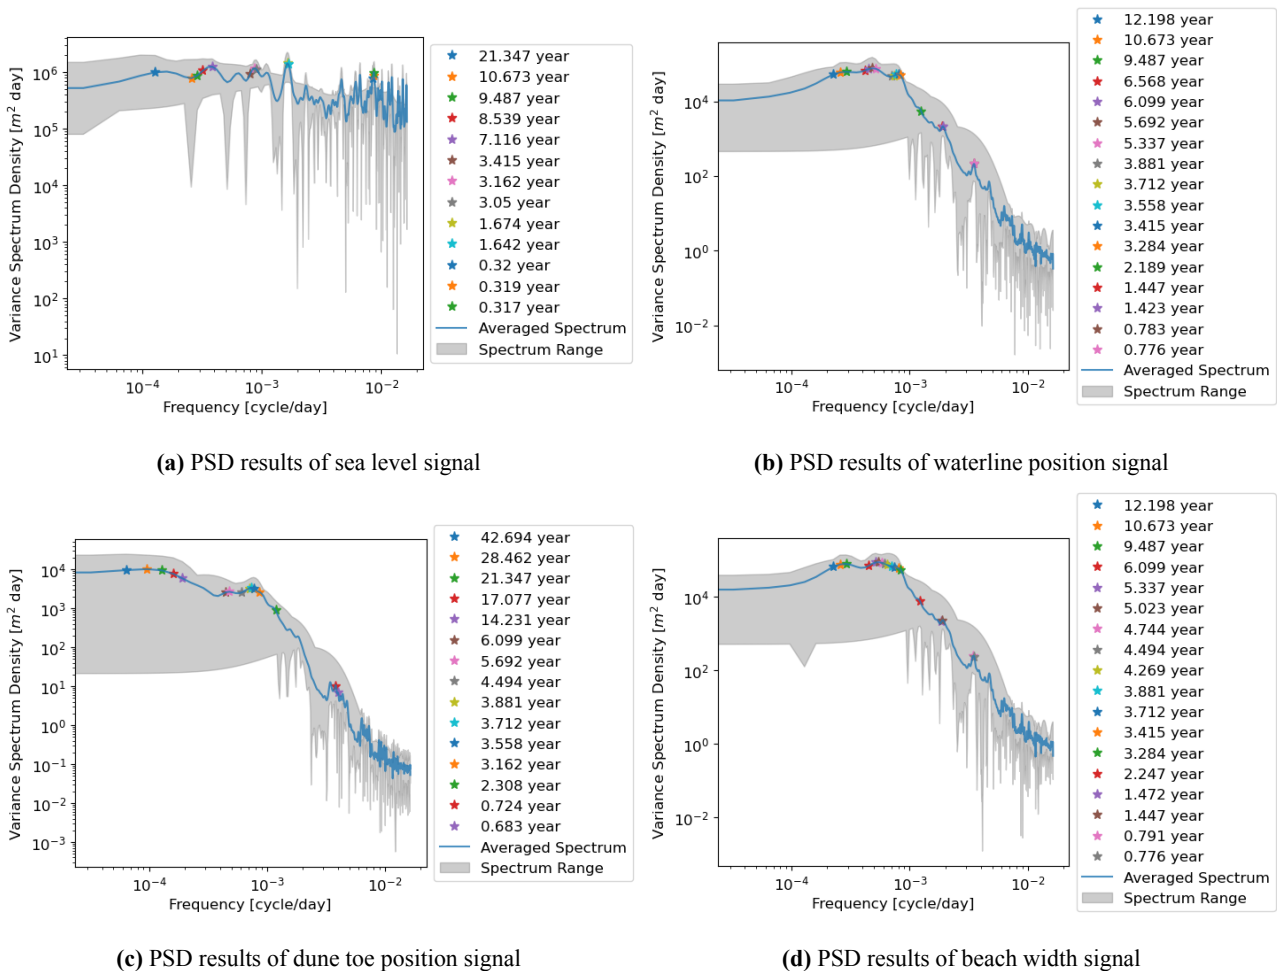 Variance Spectrum Density [m² day]
10⁶
10⁵
10⁴
10³
10²
10¹
10⁻⁴
10⁻³
10⁻²
Frequency [cycle/day]
21.347 year
10.673 year
9.487 year
8.539 year
7.116 year
3.415 year
3.162 year
3.05 year
1.674 year
1.642 year
0.32 year
0.319 year
0.317 year
Averaged Spectrum
Spectrum Range
(a) PSD results of sea level signal
Variance Spectrum Density [m² day]
10⁴
10²
10⁰
10⁻²
10⁻⁴
10⁻³
10⁻²
Frequency [cycle/day]
12.198 year
10.673 year
9.487 year
6.568 year
6.099 year
5.692 year
5.337 year
3.881 year
3.712 year
3.558 year
3.415 year
3.284 year
2.189 year
1.447 year
1.423 year
0.783 year
0.776 year
Averaged Spectrum
Spectrum Range
(b) PSD results of waterline position signal
Variance Spectrum Density [m² day]
10⁴
10³
10²
10¹
10⁰
10⁻¹
10⁻²
10⁻³
10⁻⁴
10⁻³
10⁻²
Frequency [cycle/day]
42.694 year
28.462 year
21.347 year
17.077 year
14.231 year
6.099 year
5.692 year
4.494 year
3.881 year
3.712 year
3.558 year
3.162 year
2.308 year
0.724 year
0.683 year
Averaged Spectrum
Spectrum Range
(c) PSD results of dune toe position signal
Variance Spectrum Density [m² day]
10⁴
10²
10⁰
10⁻²
10⁻⁴
10⁻³
10⁻²
Frequency [cycle/day]
12.198 year
10.673 year
9.487 year
6.099 year
5.337 year
5.023 year
4.744 year
4.494 year
4.269 year
3.881 year
3.712 year
3.415 year
3.284 year
2.247 year
1.472 year
1.447 year
0.791 year
0.776 year
Averaged Spectrum
Spectrum Range
(d) PSD results of beach width signal